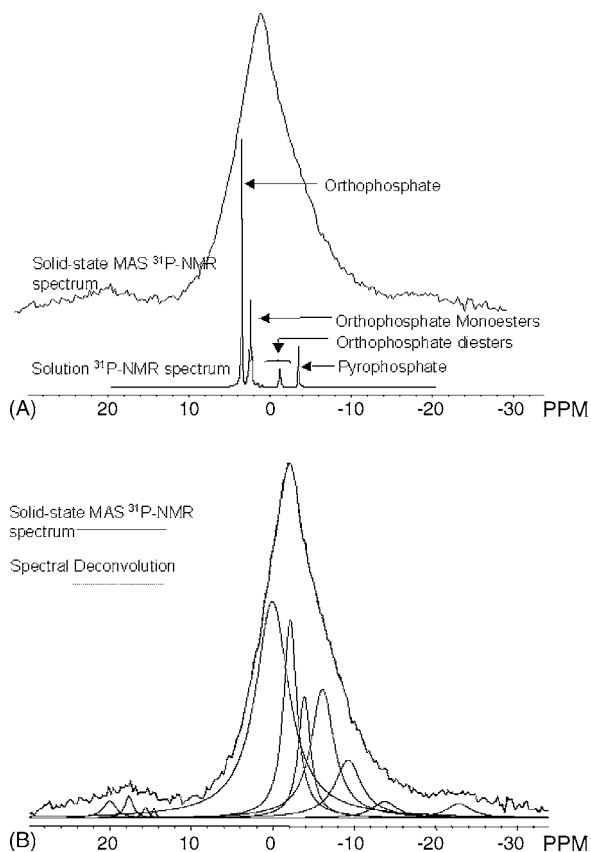 Orthophosphate
Solid-state MAS ³¹P-NMR
spectrum
Orthophosphate Monoesters
Orthophosphate diesters
Solution ³¹P-NMR spectrum
Pyrophosphate
(A)
20 10 0 -10 -20 -30 PPM
Solid-state MAS ³¹P-NMR
spectrum
Spectral Deconvolution
(B)
20 10 0 -10 -20 -30 PPM